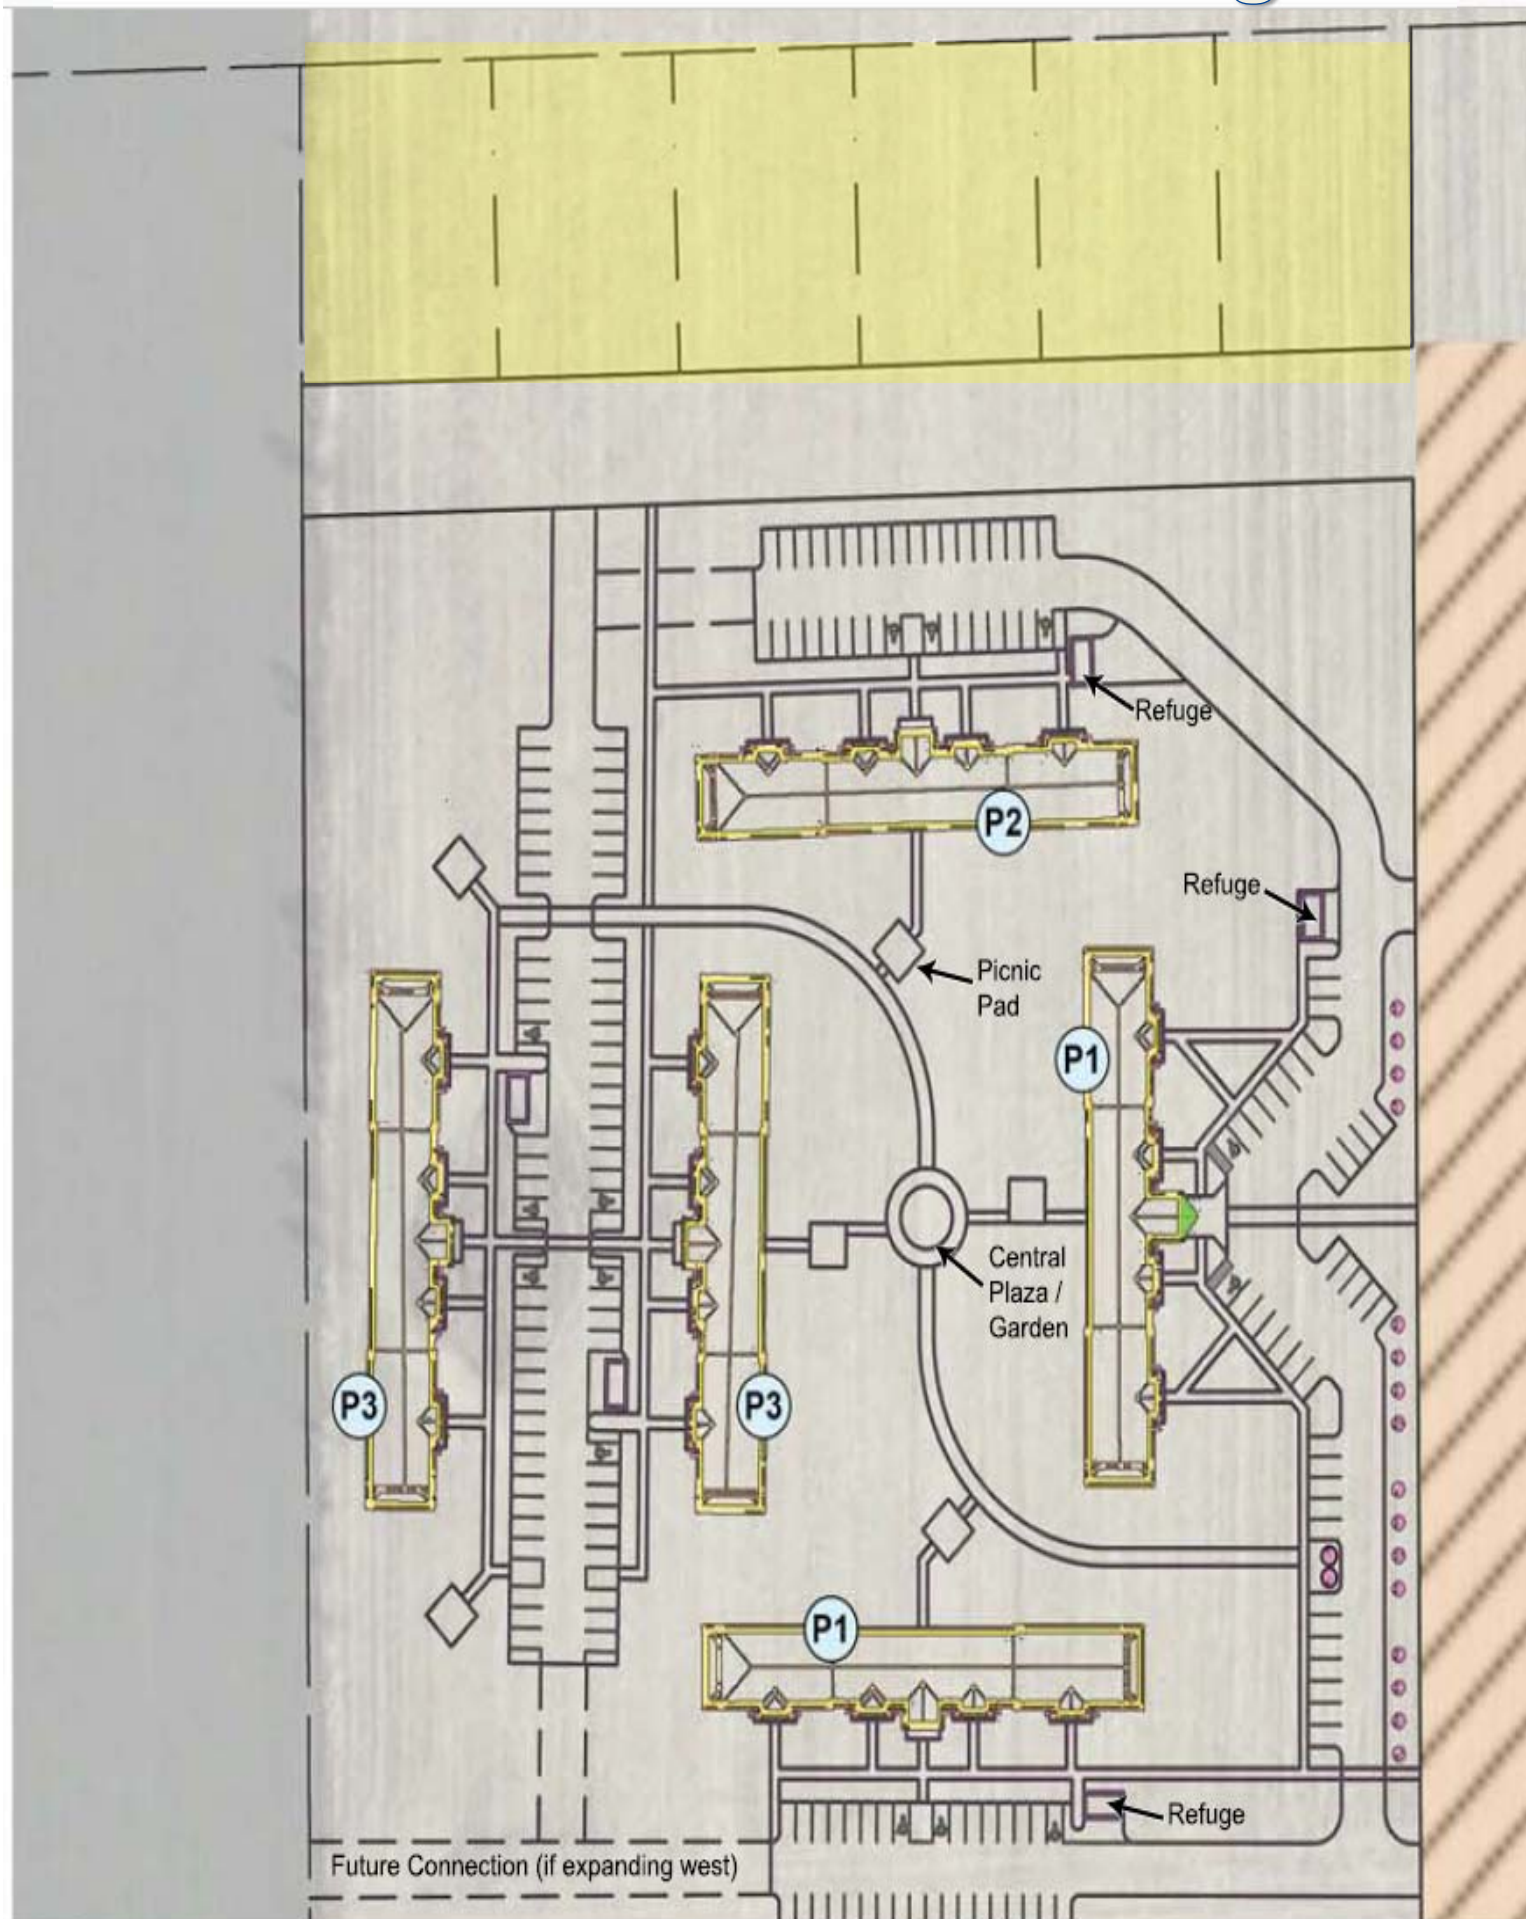 Refuge
P2
Refuge
Picnic
Pad
P1
Central
Plaza /
Garden
P3
P3
P1
Refuge
Future Connection (if expanding west)